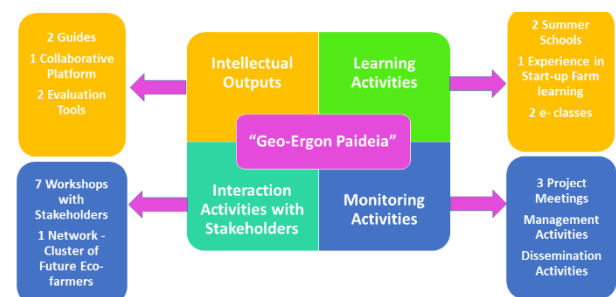 2 Guides
1 Collaborative
Platform
2 Evaluation
Tools
Intellectual
Outputs
Learning
Activities
2 Summer
Schools
1 Experience in
Start-up Farm
learning
2 e- classes
“Geo-Ergon Paideia”
7 Workshops
with
Stakeholders
1 Network -
Cluster of
Future Eco-
farmers
Interaction
Activities with
Stakeholders
Monitoring
Activities
3 Project
Meetings
Management
Activities
Dissemination
Activities